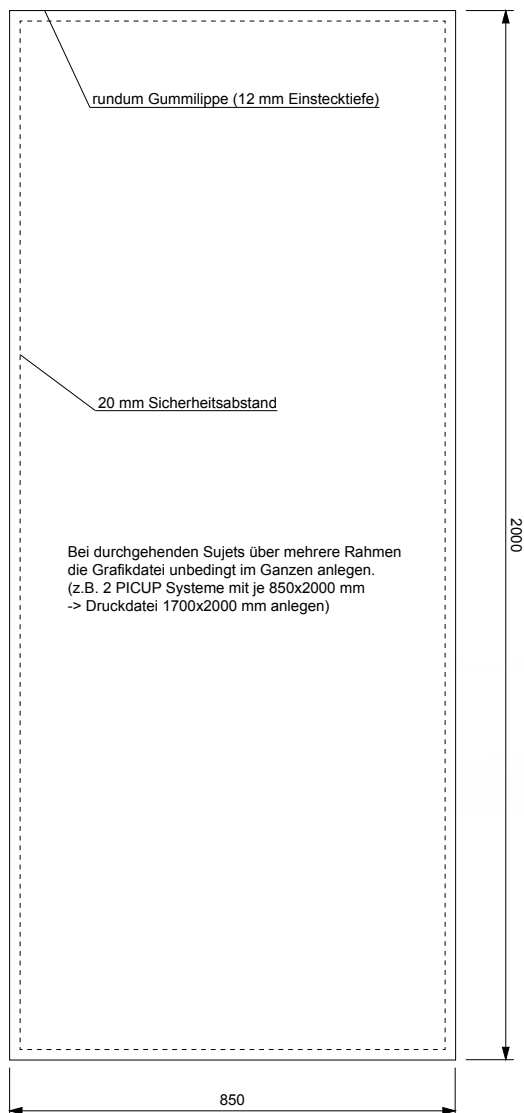 rundum Gummilippe (12 mm Einstecktiefe)
20 mm Sicherheitsabstand
Bei durchgehenden Sujets über mehrere Rahmen
die Grafikdatei unbedingt im Ganzen anlegen.
(z.B. 2 PICUP Systeme mit je 850x2000 mm
-> Druckdatei 1700x2000 mm anlegen)
2000
850